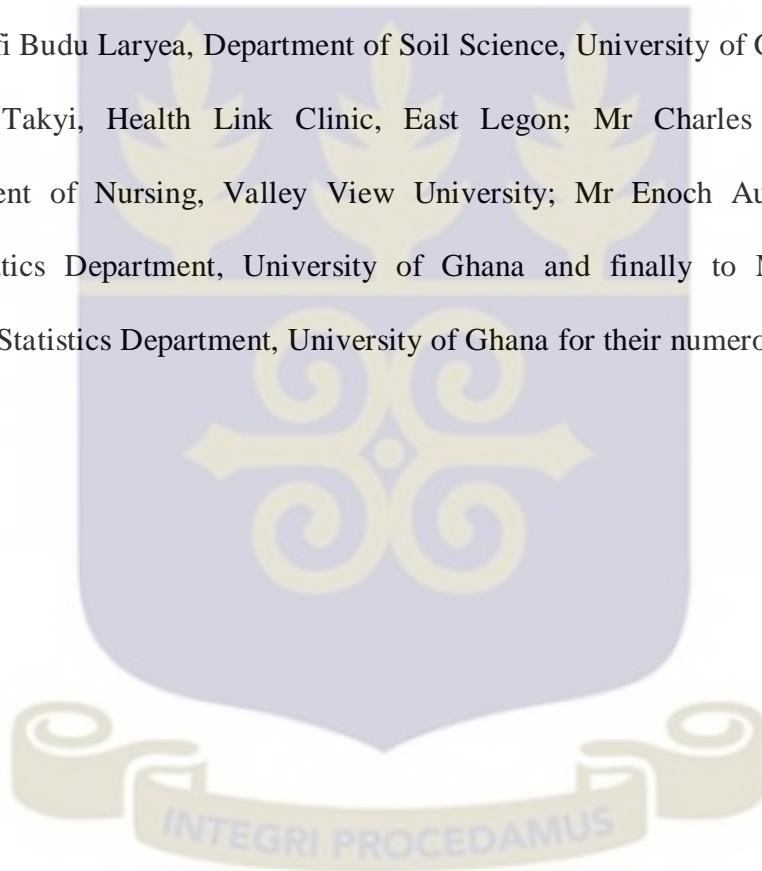 fi Budu Laryea, Department of Soil Science, University of
Takyi, Health Link Clinic, East Legon; Mr Charles
ent of Nursing, Valley View University; Mr Enoch Au
tics Department, University of Ghana and finally to
Statistics Department, University of Ghana for their numero
INTEGRI PROCEDAMUS